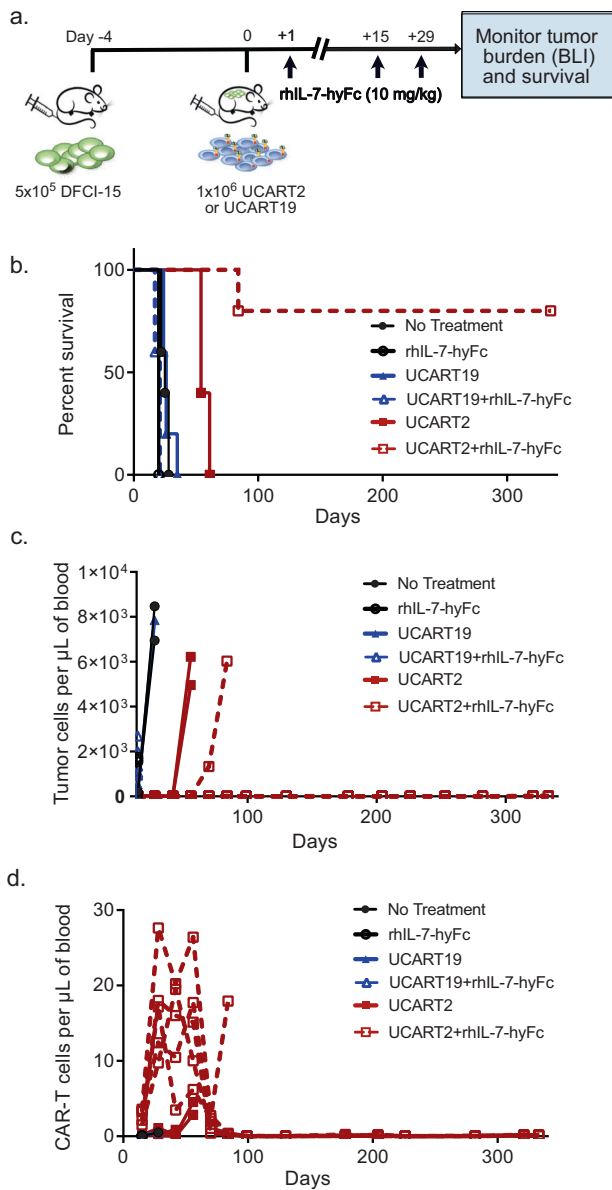 a.
Day -4
0
+1
+15
+29
rhIL-7-hyFc (10 mg/kg)
Monitor tumor
burden (BLI)
and survival
5x10⁵ DFCI-15
1x10⁶ UCART2
or UCART19
b.
Percent survival
100
50
0
0
100
200
300
Days
No Treatment
rhIL-7-hyFc
UCART19
UCART19+rhIL-7-hyFc
UCART2
UCART2+rhIL-7-hyFc
c.
Tumor cells per µL of blood
1×10⁴
8×10³
6×10³
4×10³
2×10³
0
100
200
300
Days
No Treatment
rhIL-7-hyFc
UCART19
UCART19+rhIL-7-hyFc
UCART2
UCART2+rhIL-7-hyFc
d.
CAR-T cells per µL of blood
30
20
10
0
0
100
200
300
Days
No Treatment
rhIL-7-hyFc
UCART19
UCART19+rhIL-7-hyFc
UCART2
UCART2+rhIL-7-hyFc